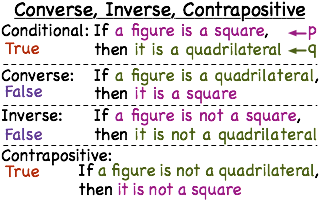 Converse, Inverse, Contrapositive
Conditional: If a figure is a square, ←p
True then it is a quadrilateral ←q
Converse: If a figure is a quadrilateral,
False then it is a square
Inverse: If a figure is not a square,
False then it is not a quadrilateral
Contrapositive:
True If a figure is not a quadrilateral,
then it is not a square